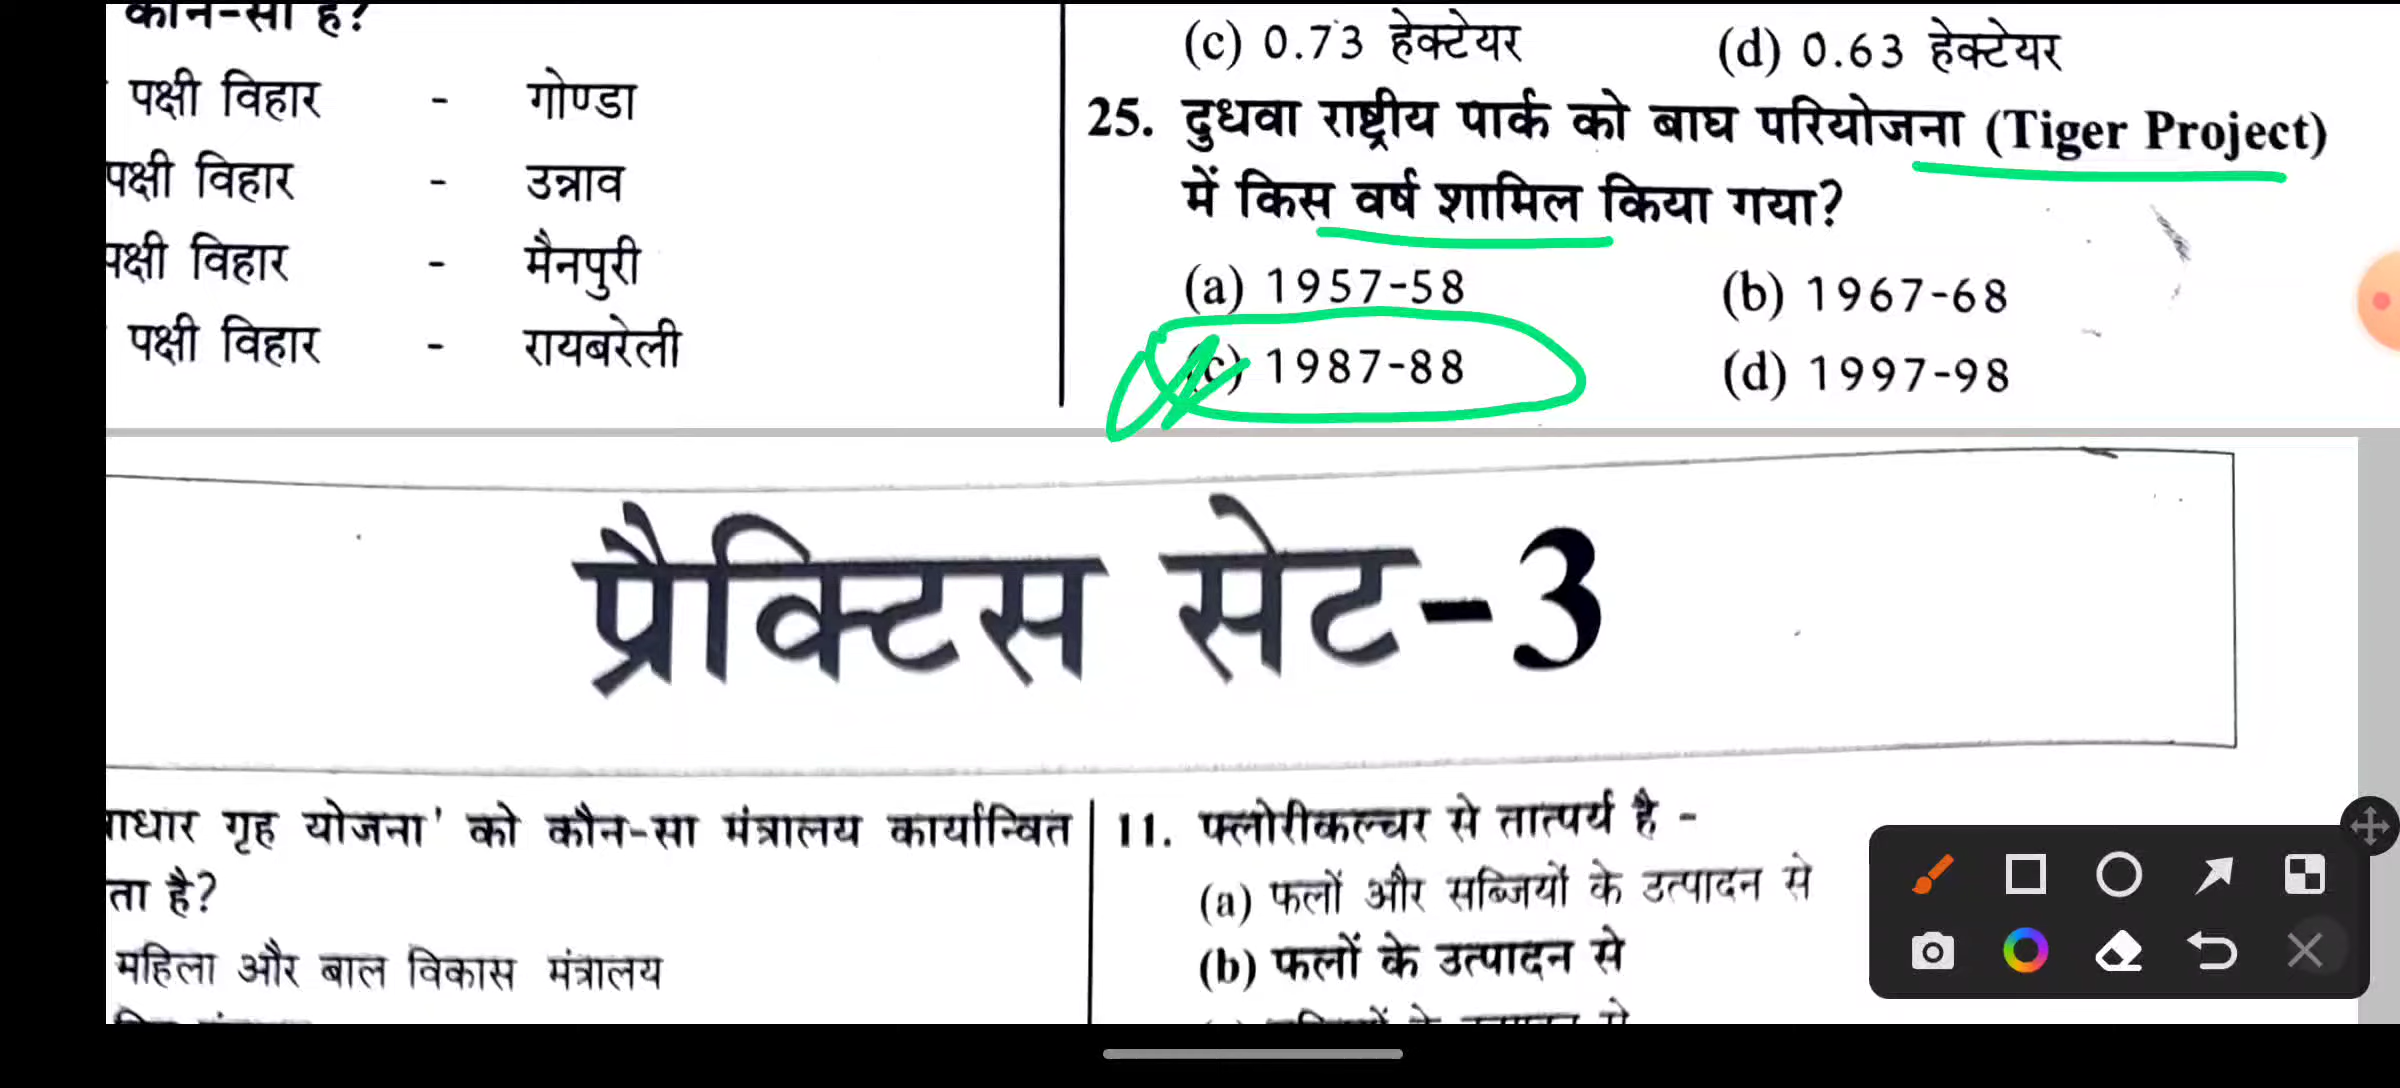 कौन-सा है?
पक्षी विहार - गोण्डा
पक्षी विहार - उन्नाव
पक्षी विहार - मैनपुरी
पक्षी विहार - रायबरेली
(c) 0.73 हेक्टेयर (d) 0.63 हेक्टेयर
25. दुधवा राष्ट्रीय पार्क को बाघ परियोजना (Tiger Project)
में किस वर्ष शामिल किया गया?
(a) 1957-58 (b) 1967-68
(c) 1987-88 (d) 1997-98
प्रैक्टिस सेट-3
गृह योजना' को कौन-सा मंत्रालय कार्यान्वित
है?
महिला और बाल विकास मंत्रालय
11. फ्लोरीकल्चर से तात्पर्य है -
(a) फलों और सब्जियों के उत्पादन से
(b) फलों के उत्पादन से